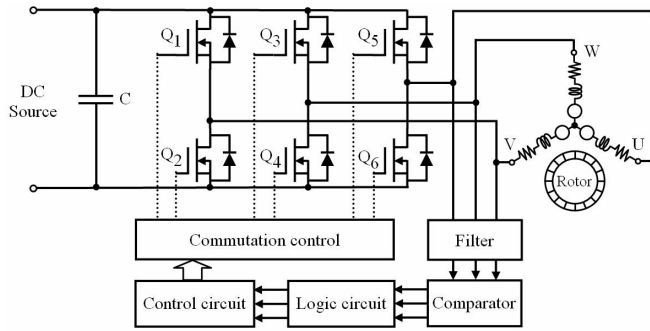 Q1
Q3
Q5
W
DC
Source
C
V
U
Q2
Q4
Q6
Rotor
Commutation control
Filter
Control circuit
Logic circuit
Comparator